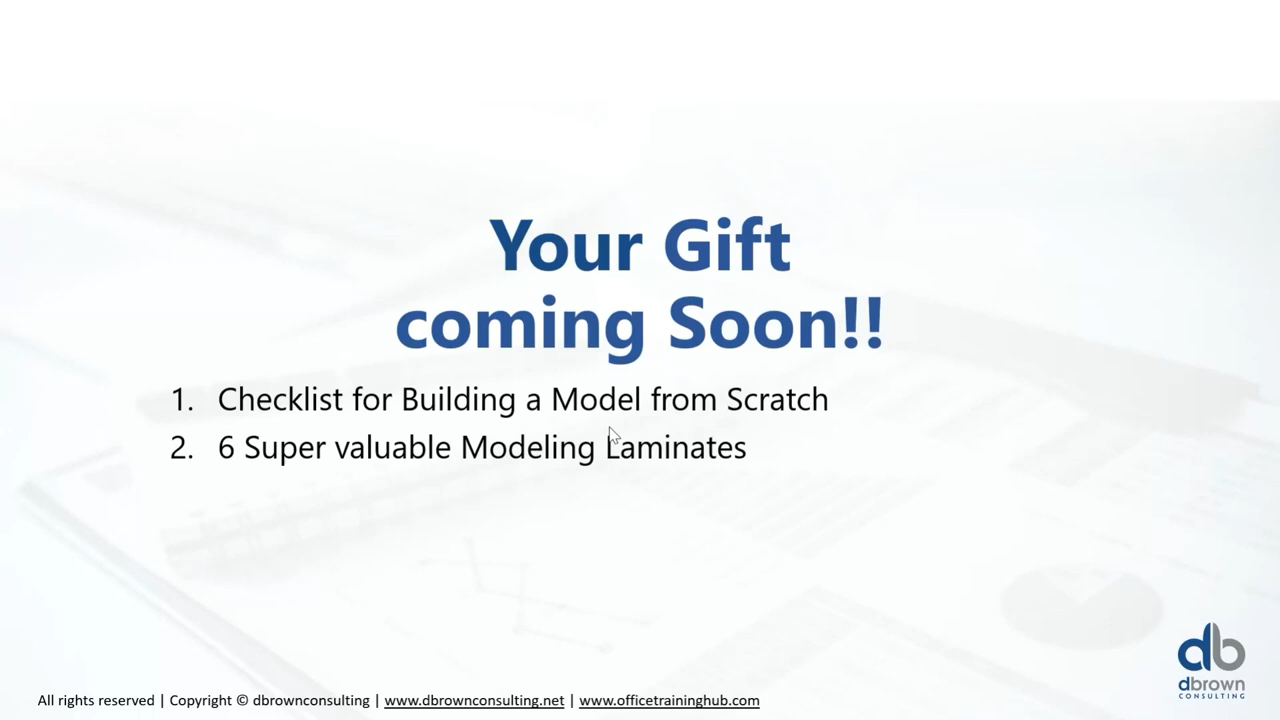 Your Gift
coming Soon!!
1. Checklist for Building a Model from Scratch
2. 6 Super valuable Modeling Laminates
db
dbrown
CONSULTING
All rights reserved | Copyright © dbrownconsulting | www.dbrownconsulting.net | www.officetraininghub.com